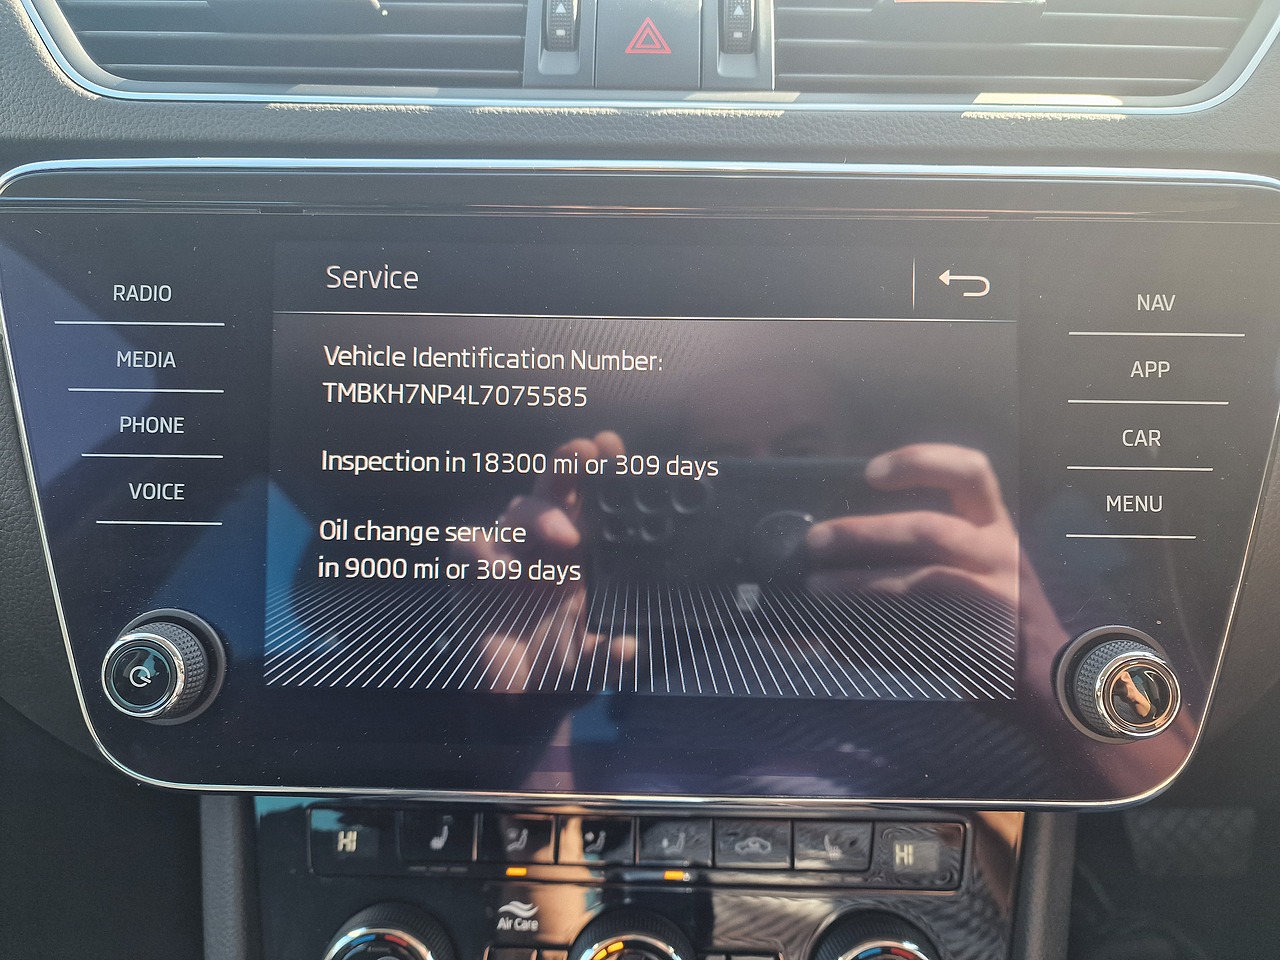 Service
RADIO
MEDIA
PHONE
VOICE
Vehicle Identification Number:
TMBKH7NP4L7075585
Inspection in 18300 mi or 309 days
Oil change service
in 9000 mi or 309 days
NAV
APP
CAR
MENU
HI
HI
Air Care